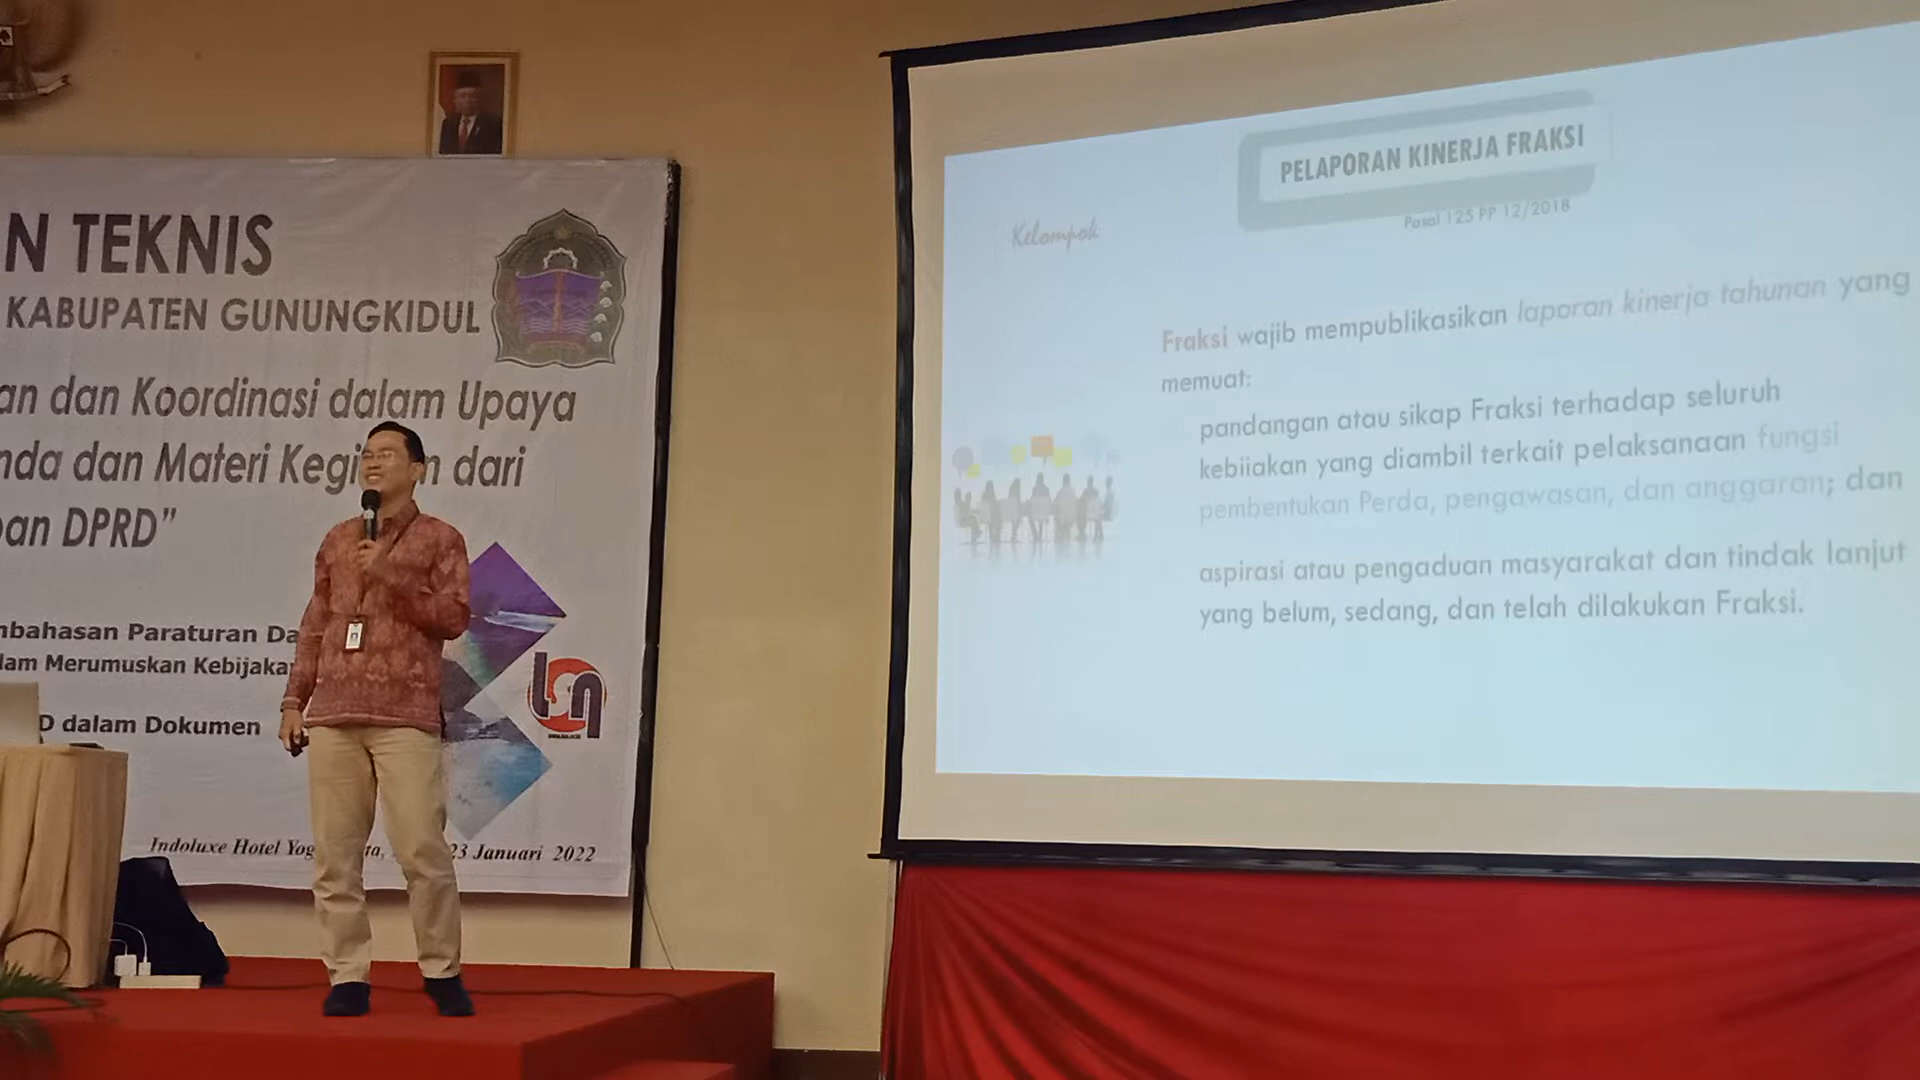 N TEKNIS
KABUPATEN GUNUNGKIDUL
an dan Koordinasi dalam Upaya
nda dan Materi Kegi n dari
an DPRD”
bahasan Paraturan Da
lam Merumuskan Kebijaka
D dalam Dokumen
Indoluxe Hotel Yog ta, 23 Januari 2022
lsn
PELAPORAN KINERJA FRAKSI
Pasal 125 PP 12/2018
Kelompok
Fraksi wajib mempublikasikan laporan kinerja tahunan yang
memuat:
pandangan atau sikap Fraksi terhadap seluruh
kebiiakan yang diambil terkait pelaksanaan fungsi
pembentukan Perda, pengawasan, dan anggaran; dan
aspirasi atau pengaduan masyarakat dan tindak lanjut
yang belum, sedang, dan telah dilakukan Fraksi.